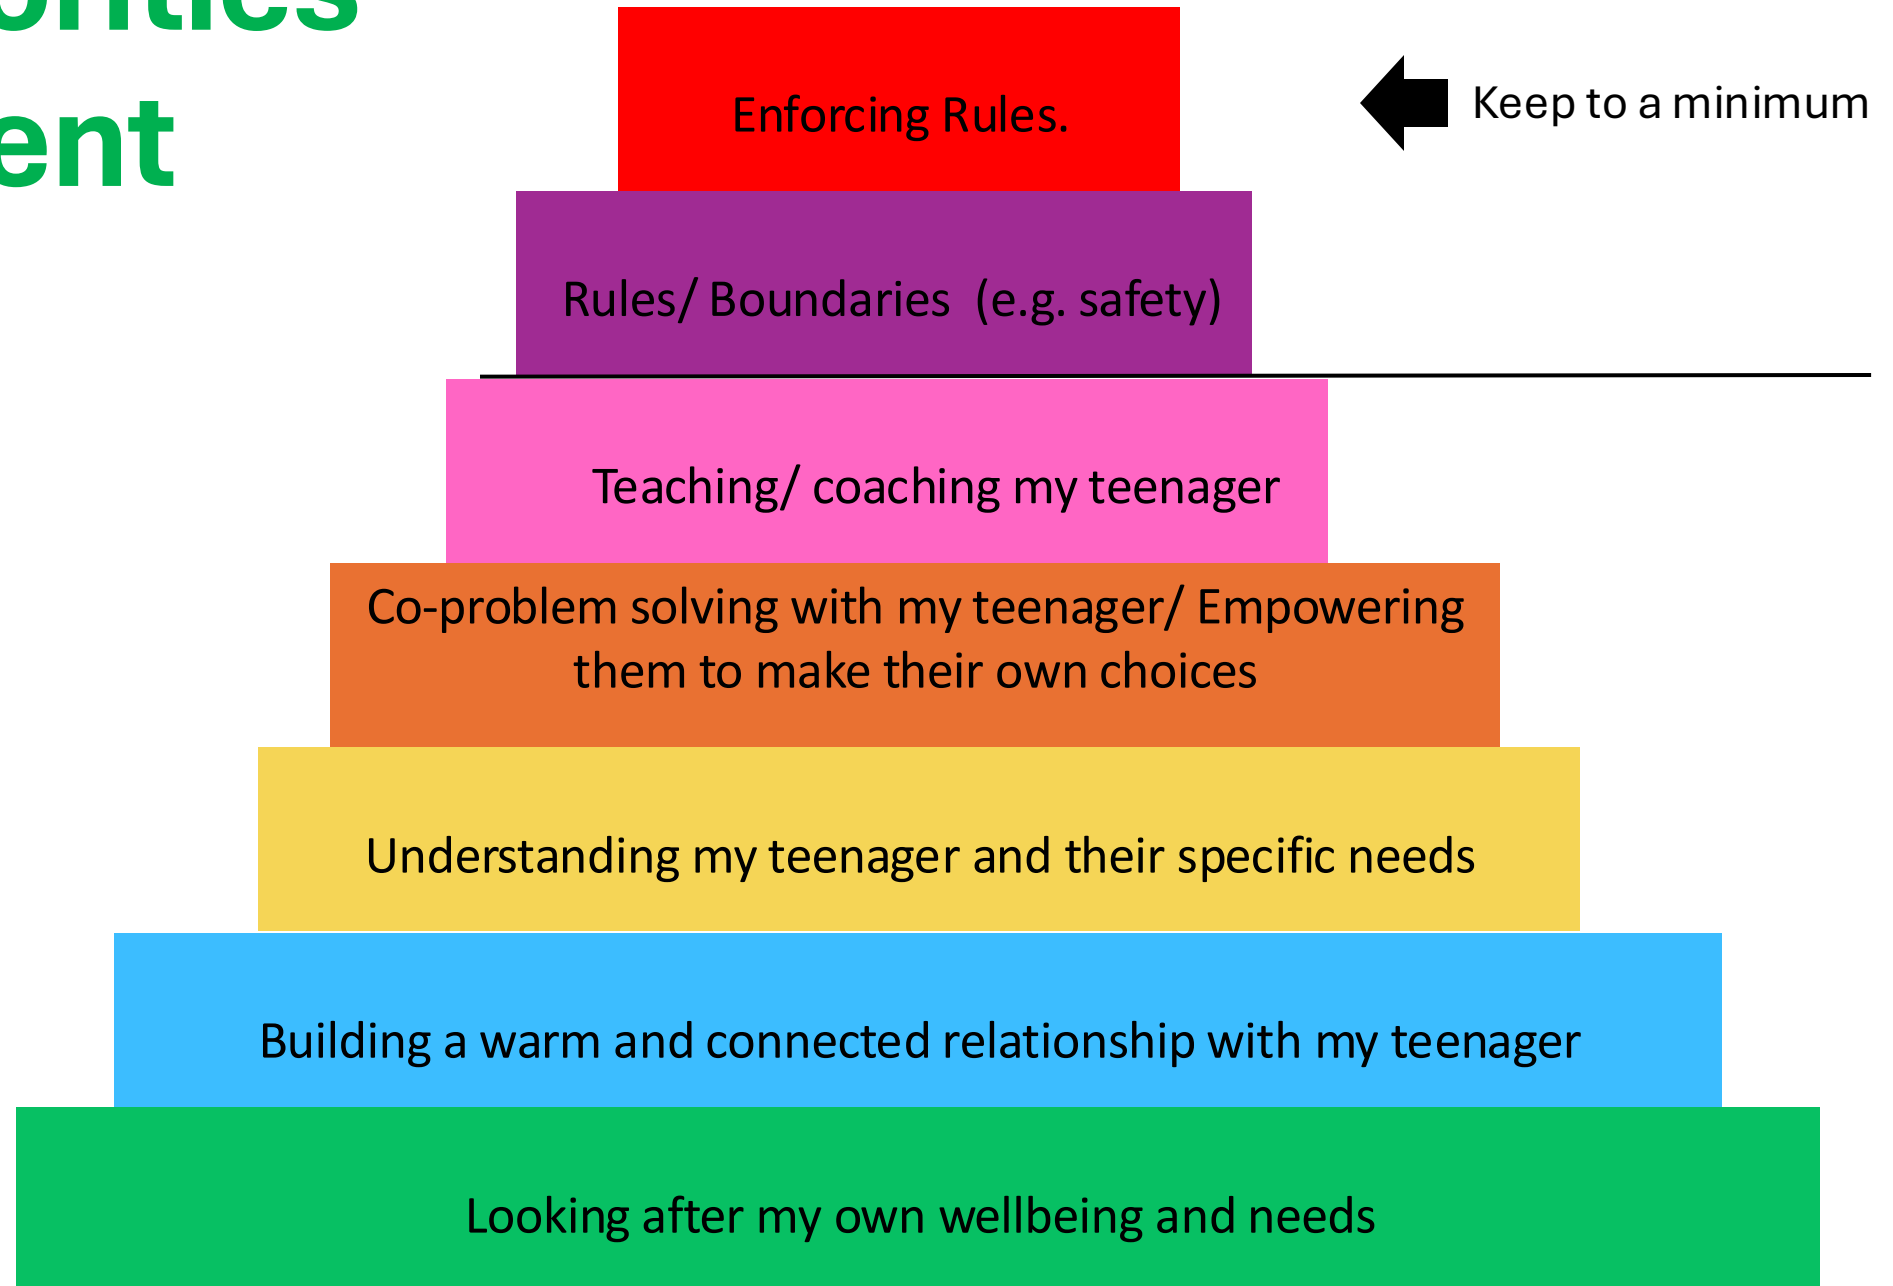 Enforcing Rules.
Keep to a minimum
Rules/ Boundaries (e.g. safety)
Teaching/ coaching my teenager
Co-problem solving with my teenager/ Empowering
them to make their own choices
Understanding my teenager and their specific needs
Building a warm and connected relationship with my teenager
Looking after my own wellbeing and needs